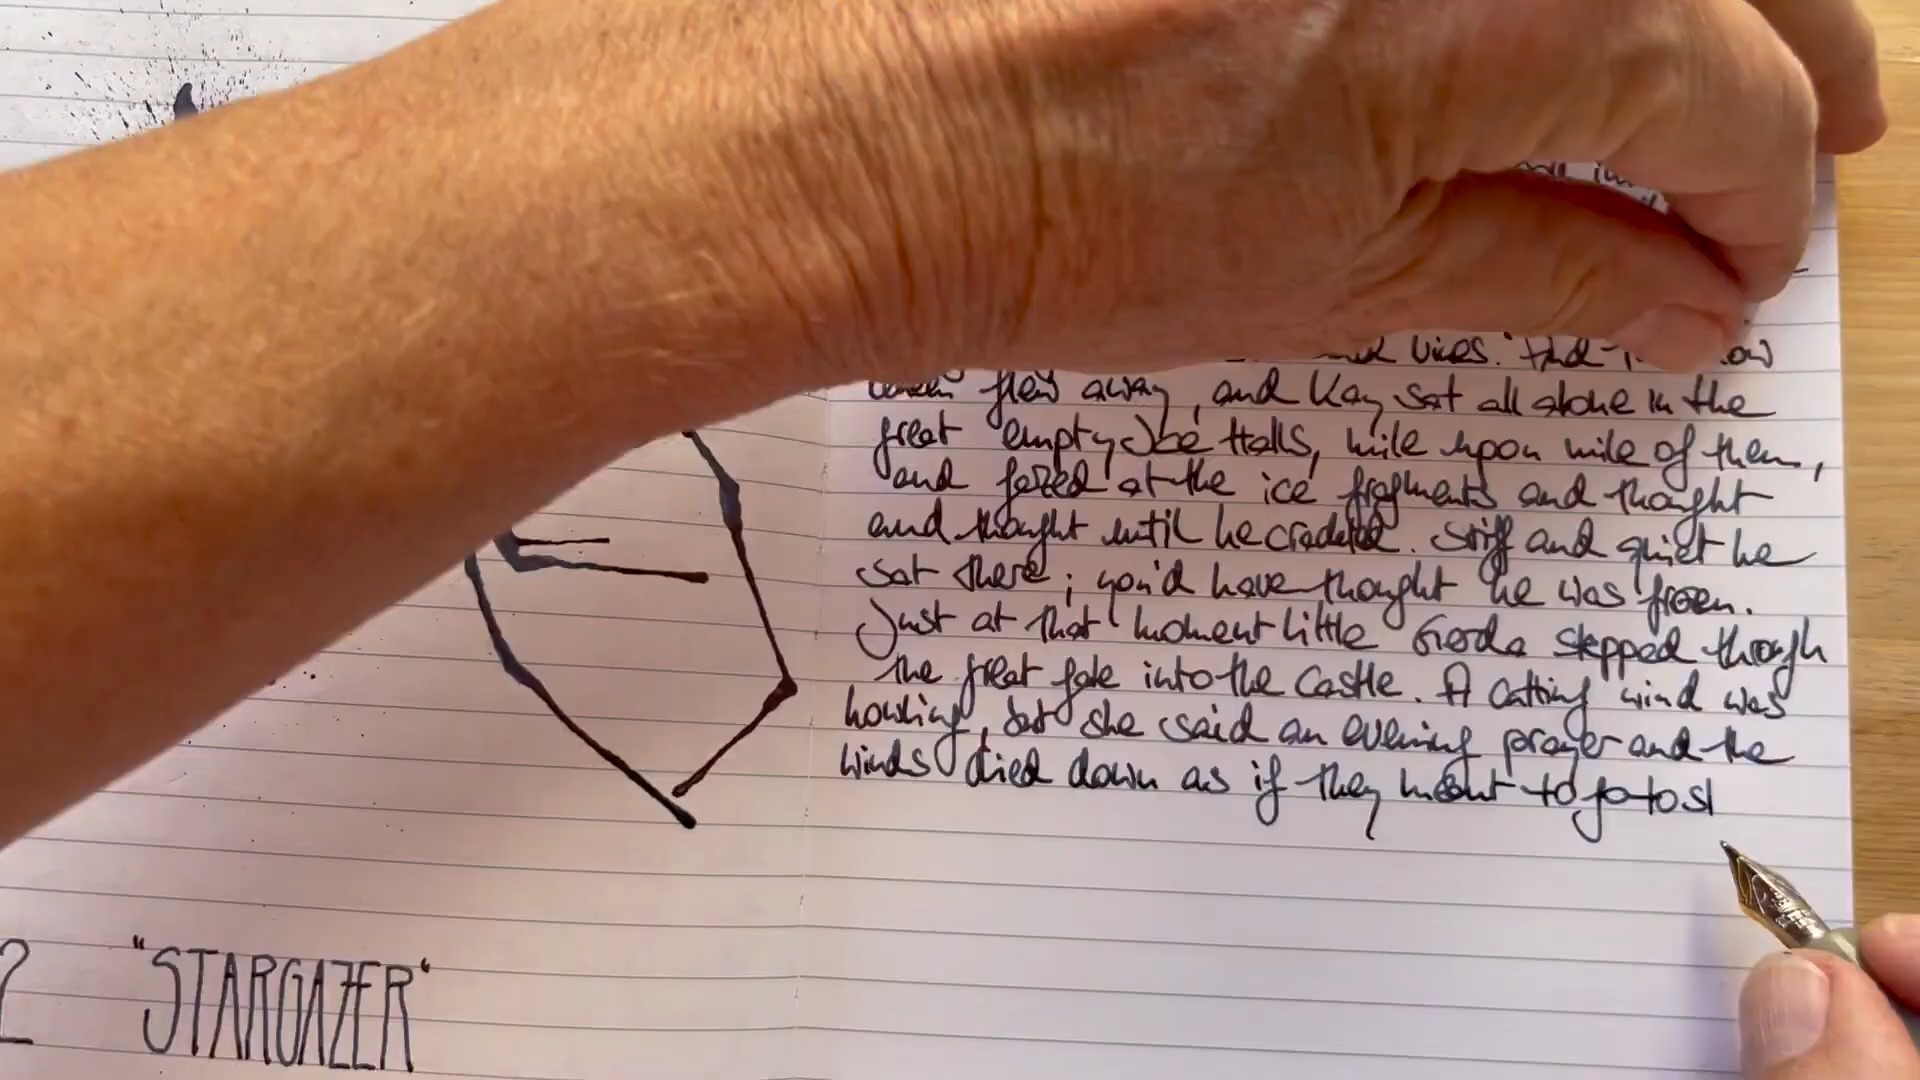 flew away, and Kay sat all alone in the
great empty Ice Halls, mile upon mile of them,
and gazed at the ice fragments and thought
and thought until he cracked. Stiff and quiet he
sat there; you'd have thought he was frozen.
Just at that moment little Gerda stepped through
the great gate into the Castle. A cutting wind was
howling, but she said an evening prayer and the
winds died down as if they meant to go to sl
2 "STARGAZER"